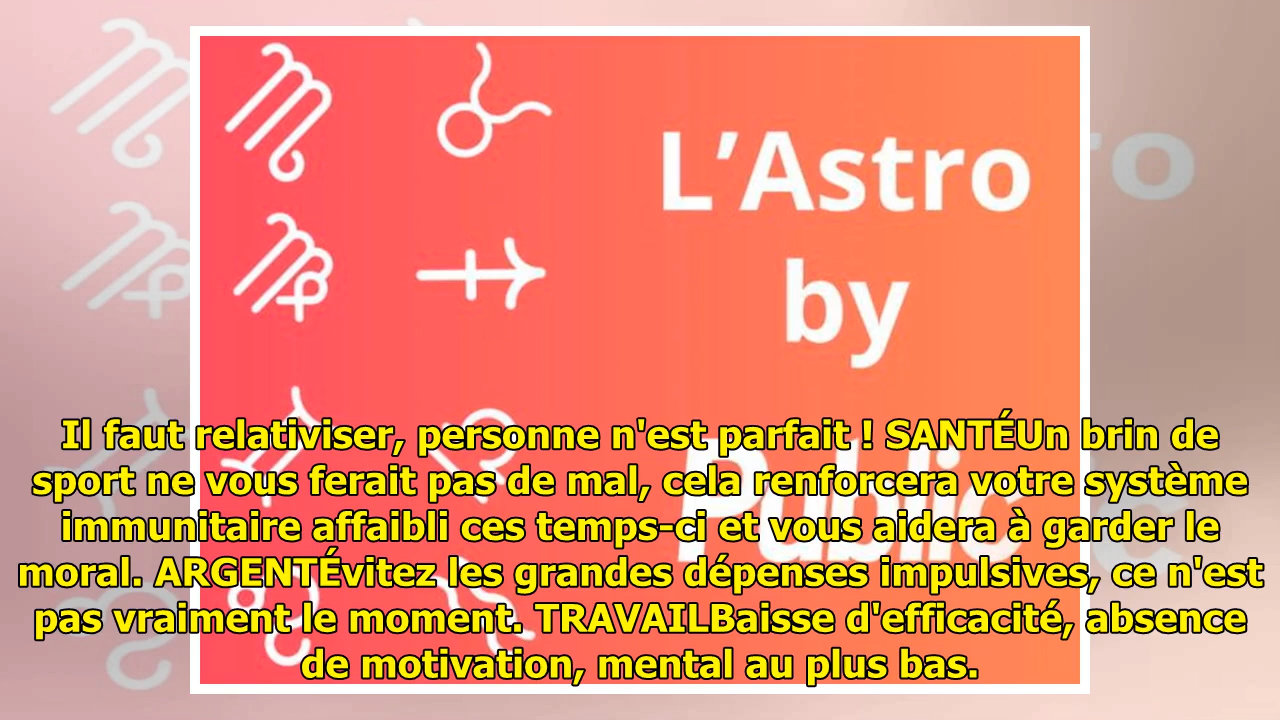 L’Astro
by
Public
Il faut relativiser, personne n'est parfait ! SANTÉUn brin de
sport ne vous ferait pas de mal, cela renforcera votre système
immunitaire affaibli ces temps-ci et vous aidera à garder le
moral. ARGENTÉvitez les grandes dépenses impulsives, ce n'est
pas vraiment le moment. TRAVAILBaisse d'efficacité, absence
de motivation, mental au plus bas.